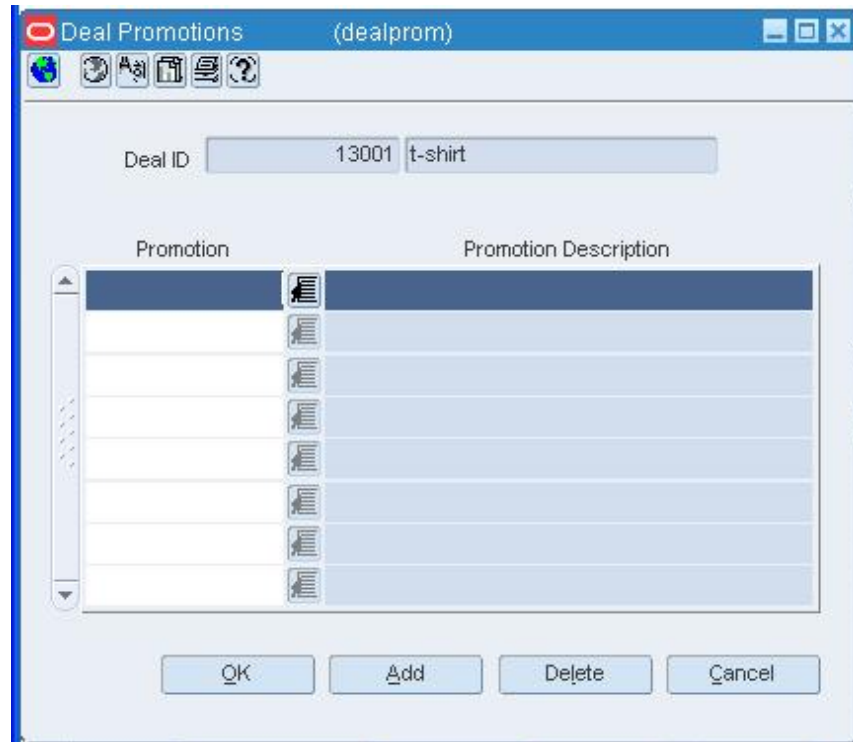 Deal Promotions (dealprom)
Deal ID 13001 t-shirt
Promotion Promotion Description
OK Add Delete Cancel